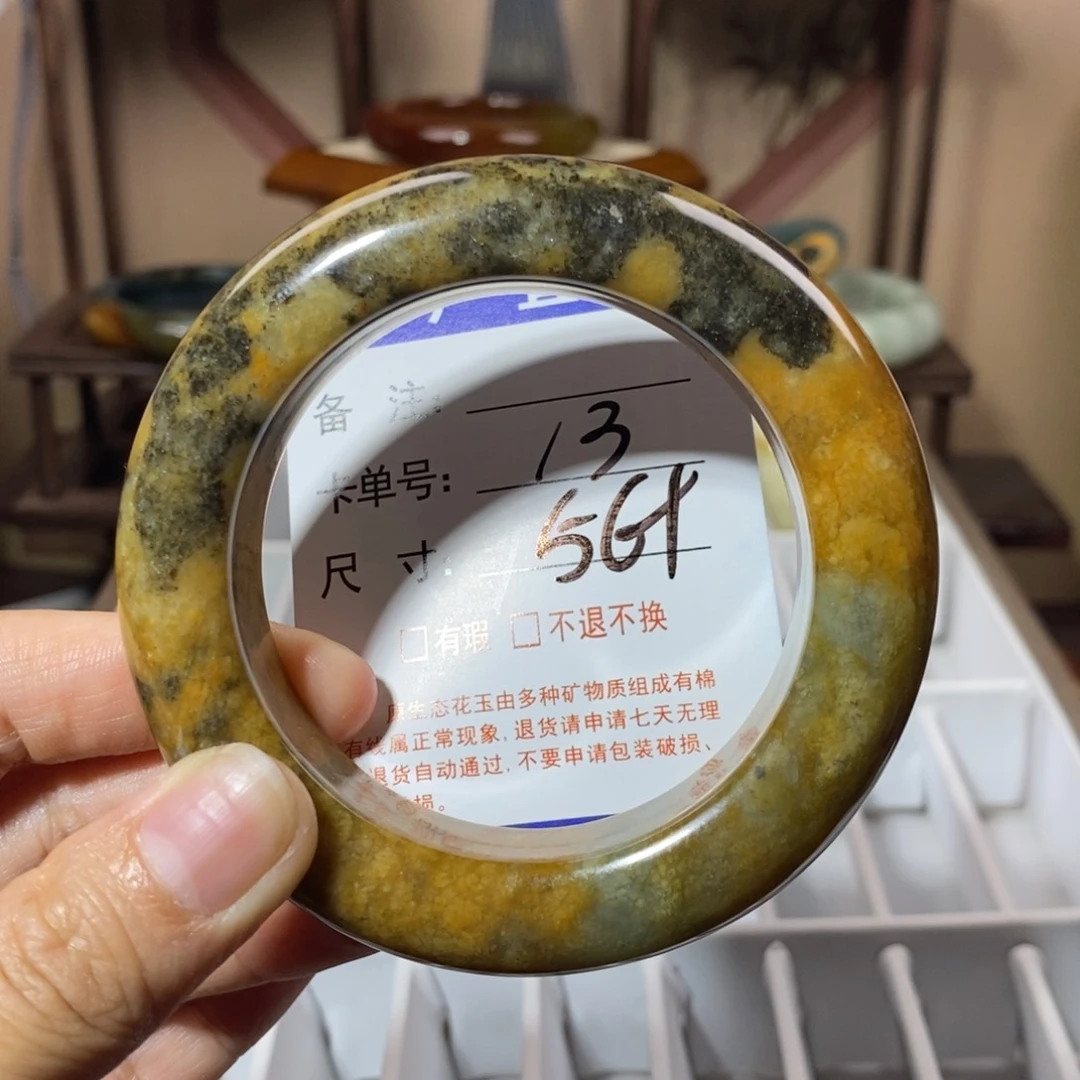 备 注:
卡单号: 13
尺 寸: 56+
有瑕 不退不换
原生态花玉由多种矿物质组成有棉
有线属正常现象,退货请申请七天无理
退货自动通过,不要申请包装破损、
损。